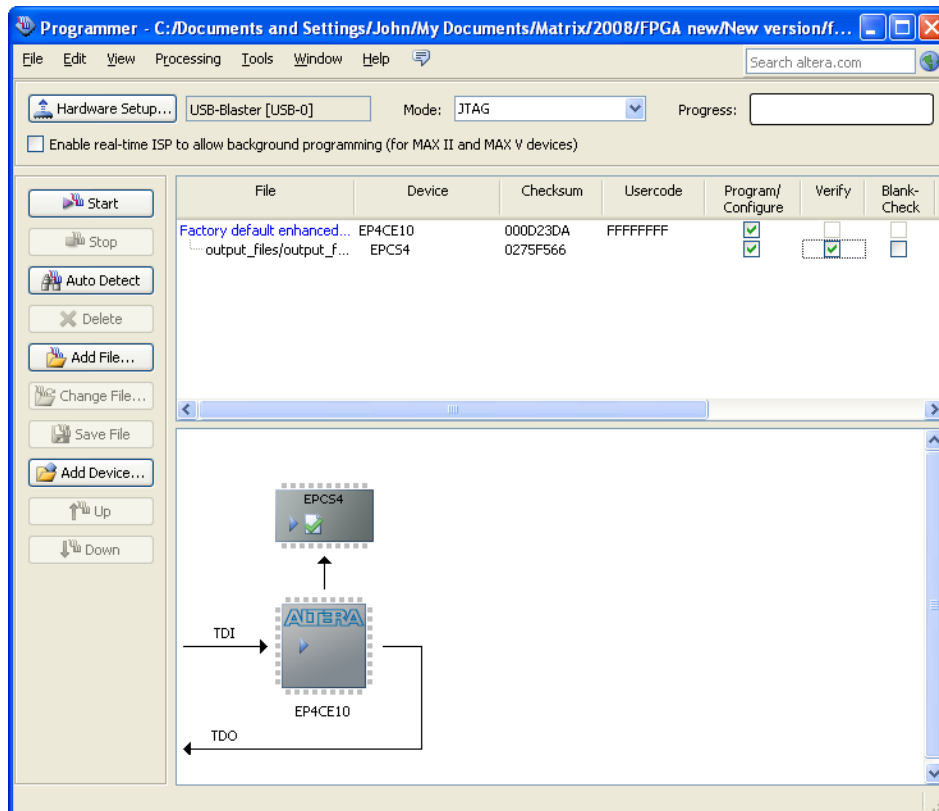 Programmer - C:/Documents and Settings/John/My Documents/Matrix/2008/FPGA new/New version/f...
File Edit View Processing Tools Window Help Search altera.com
Hardware Setup... USB-Blaster [USB-0] Mode: JTAG Progress:
Enable real-time ISP to allow background programming (for MAX II and MAX V devices)
Start
Stop
Auto Detect
Delete
Add File...
Change File...
Save File
Add Device...
Up
Down
File Device Checksum Usercode Program/ Verify Blank-
Configure Check
Factory default enhanced... EP4CE10 000D23DA FFFFFFFF
output_files/output_f... EPCS4 0275F566
EPCS4
ALTERA
TDI
EP4CE10
TDO